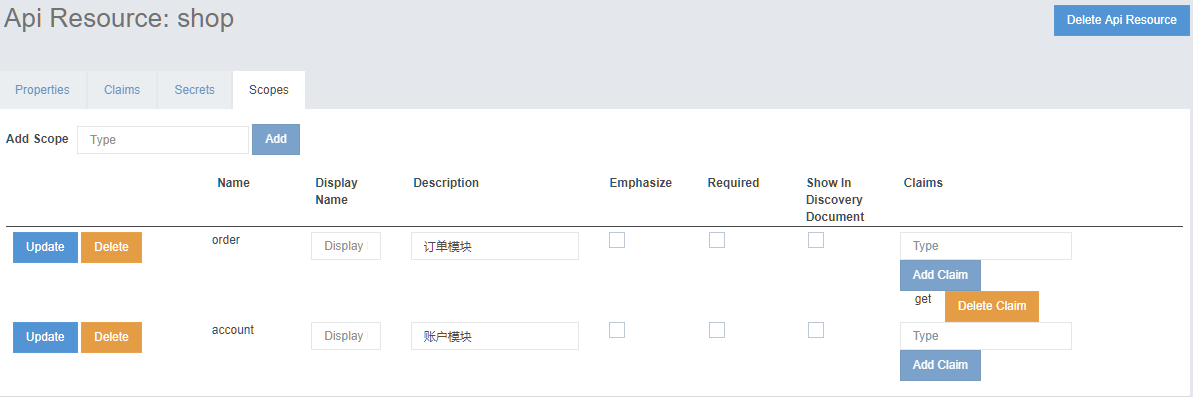 Api Resource: shop
Delete Api Resource
Properties Claims Secrets Scopes
Add Scope Type Add
Name Display Name Description Emphasize Required Show In Discovery Document Claims
Update Delete order Display 订单模块 Type
Add Claim
get Delete Claim
Update Delete account Display 账户模块 Type
Add Claim